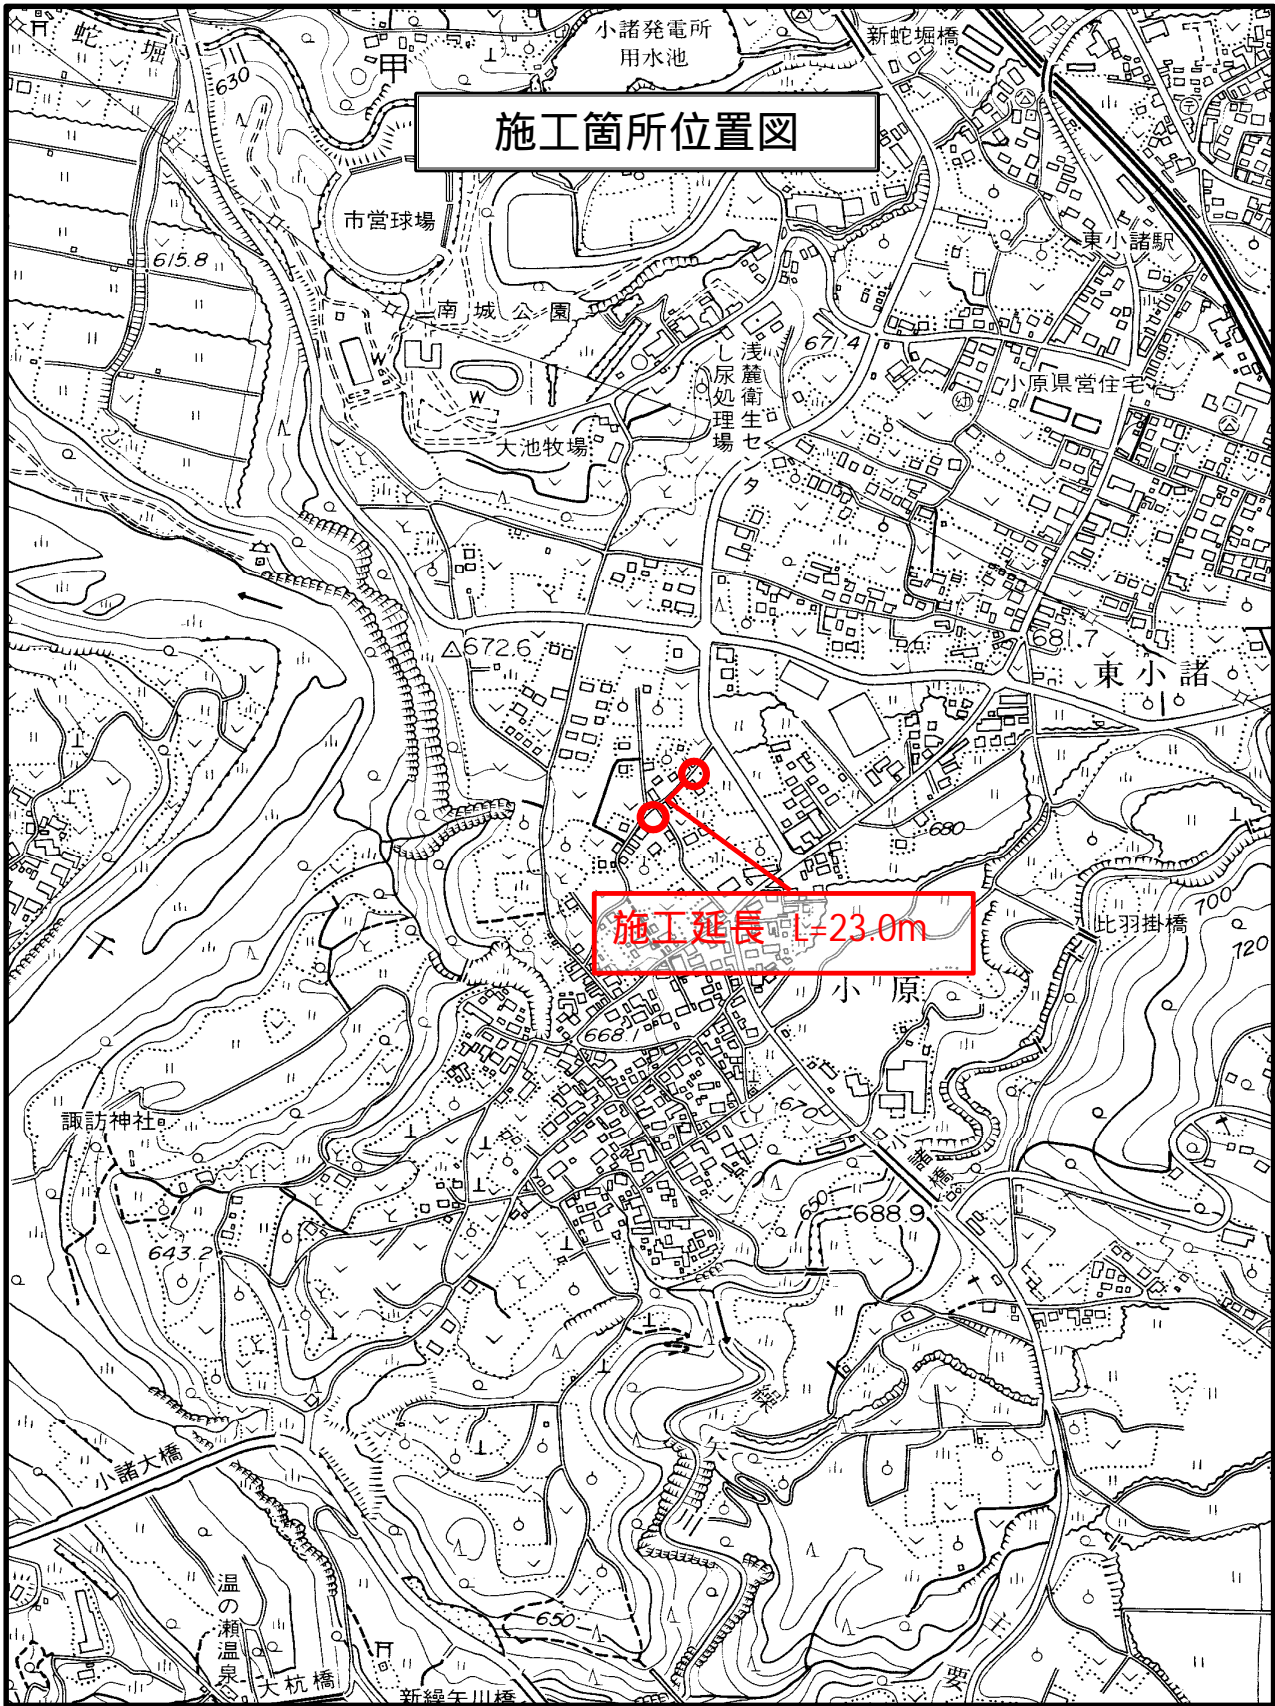 小諸発電所
用水池
新蛇堀橋
蛇堀
甲
630
施工箇所位置図
市営球場
東小諸駅
615.8
南城公園
671.4
浅麓衛生セ
し尿処理場
タ
小原県営住宅
W
W
大池牧場
672.6
681.7
東小諸
680
施工延長 L=23.0m
700
比羽掛橋
720
小原
668.1
670
諏訪神社
小諸橋
650
688.9
643.2
繰
矢
小諸大橋
温の瀬温泉
650
大杭橋
新繰矢川橋
要